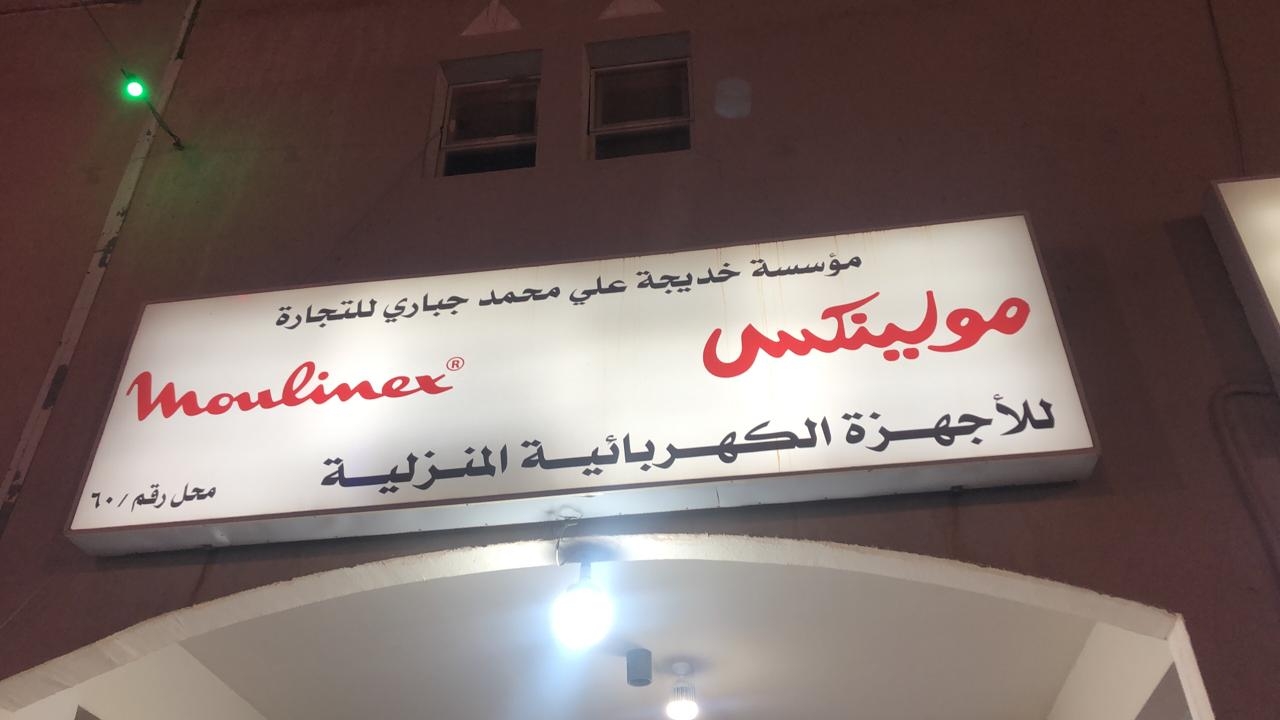 مؤسسة خديجة علي محمد جباري للتجارة
مولينكس
Moulinex®
للأجهزة الكهربائية المنزلية
محل رقم / ٦٠